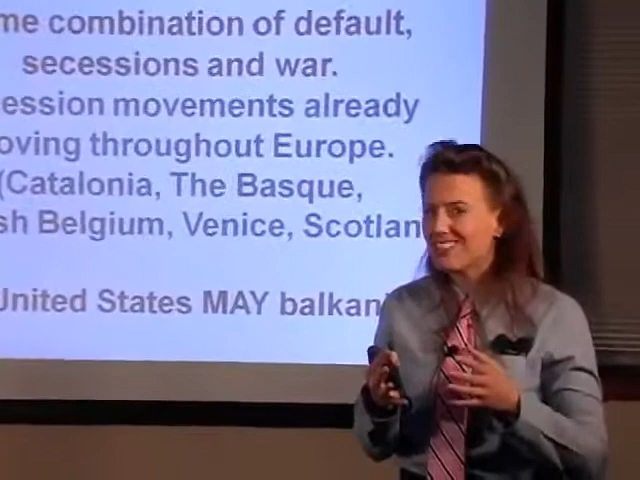 me combination of default,
secessions and war.
ession movements already
oving throughout Europe.
(Catalonia, The Basque,
sh Belgium, Venice, Scotlan
United States MAY balkani